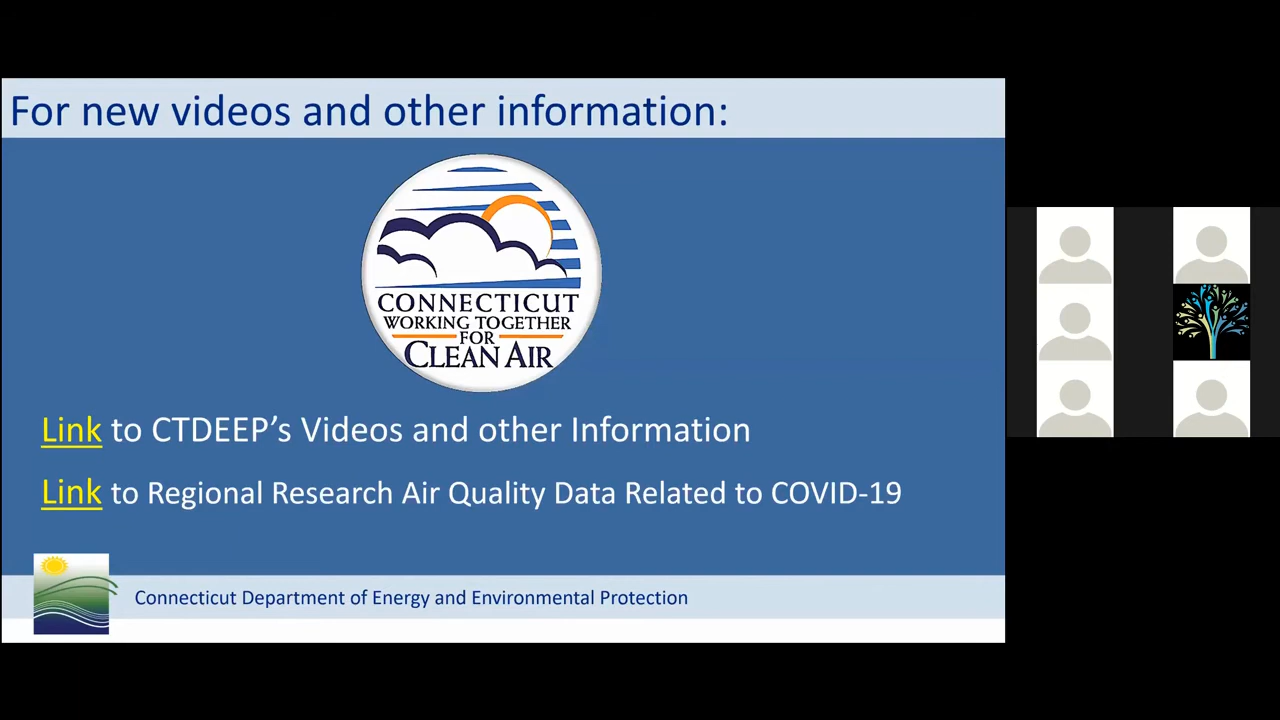 For new videos and other information:
CONNECTICUT
WORKING TOGETHER
FOR
CLEAN AIR
Link to CTDEEP’s Videos and other Information
Link to Regional Research Air Quality Data Related to COVID-19
Connecticut Department of Energy and Environmental Protection